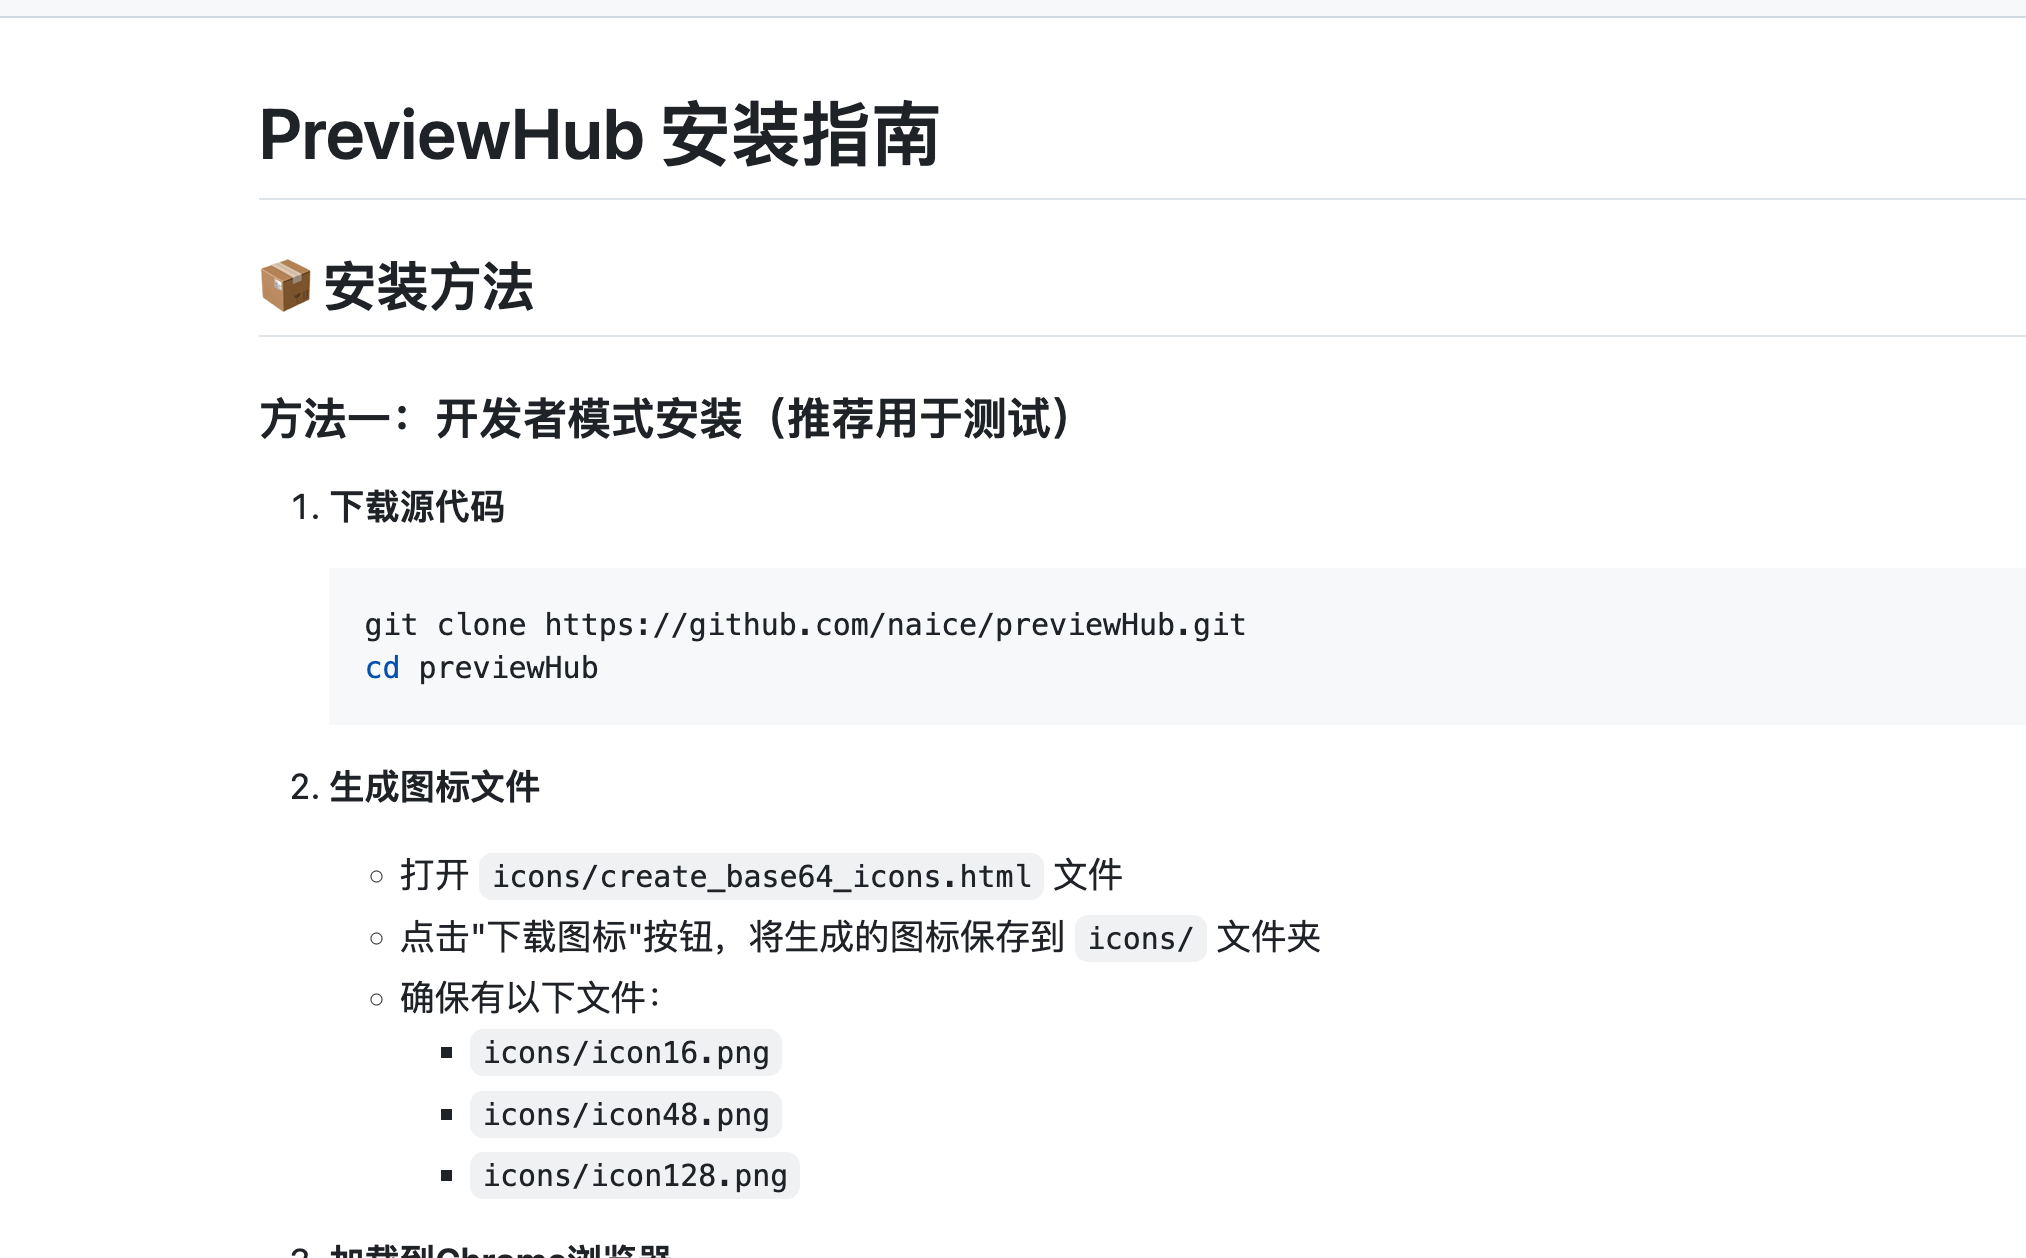 PreviewHub 安装指南
📦 安装方法
方法一：开发者模式安装（推荐用于测试）
1. 下载源代码
git clone https://github.com/naice/previewHub.git
cd previewHub
2. 生成图标文件
打开 icons/create_base64_icons.html 文件
点击"下载图标"按钮，将生成的图标保存到 icons/ 文件夹
确保有以下文件：
icons/icon16.png
icons/icon48.png
icons/icon128.png
3. 加载到Chrome浏览器